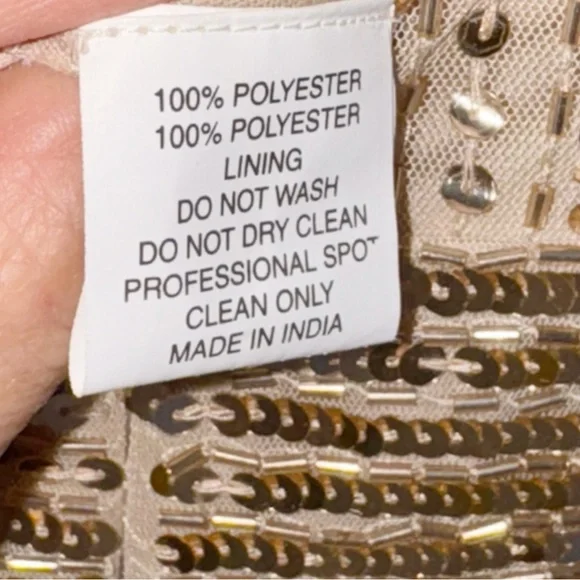 100% POLYESTER
100% POLYESTER
LINING
DO NOT WASH
DO NOT DRY CLEAN
PROFESSIONAL SPOT
CLEAN ONLY
MADE IN INDIA